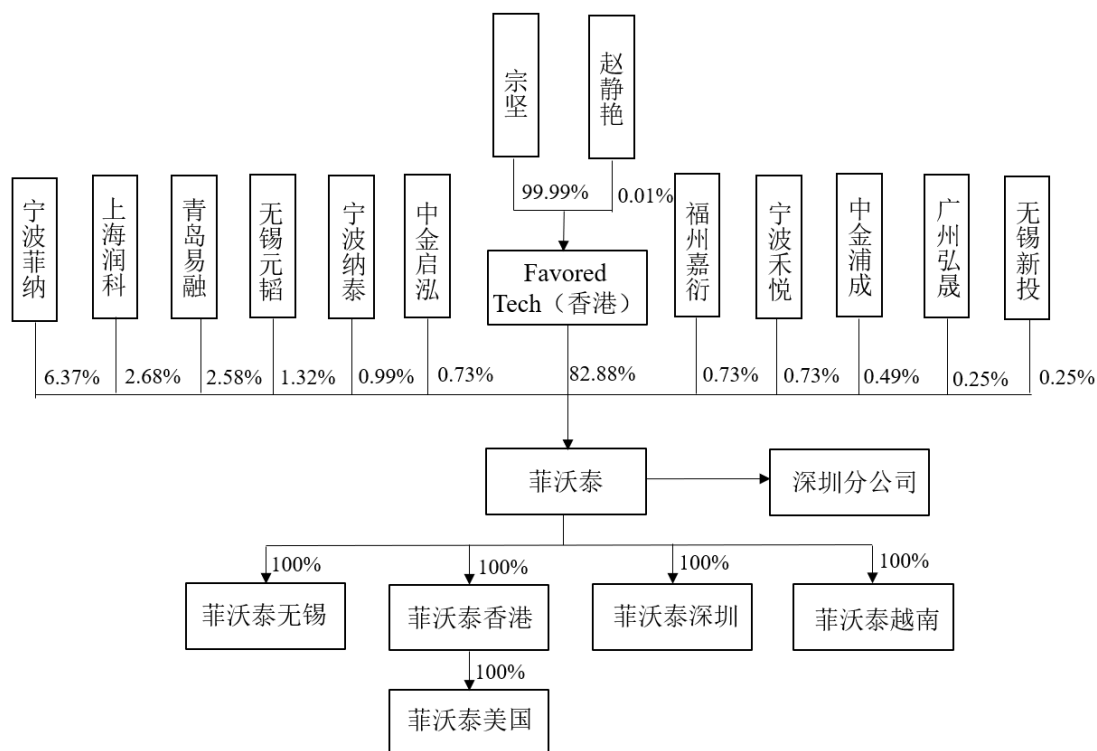 宗坚
赵静艳
99.99%
0.01%
宁波菲纳
上海润科
青岛易融
无锡元韬
宁波纳泰
中金启泓
Favored
Tech（香港）
福州嘉衍
宁波禾悦
中金浦成
广州弘晟
无锡新投
6.37%
2.68%
2.58%
1.32%
0.99%
0.73%
82.88%
0.73%
0.73%
0.49%
0.25%
0.25%
菲沃泰
深圳分公司
100%
100%
100%
100%
菲沃泰无锡
菲沃泰香港
菲沃泰深圳
菲沃泰越南
100%
菲沃泰美国